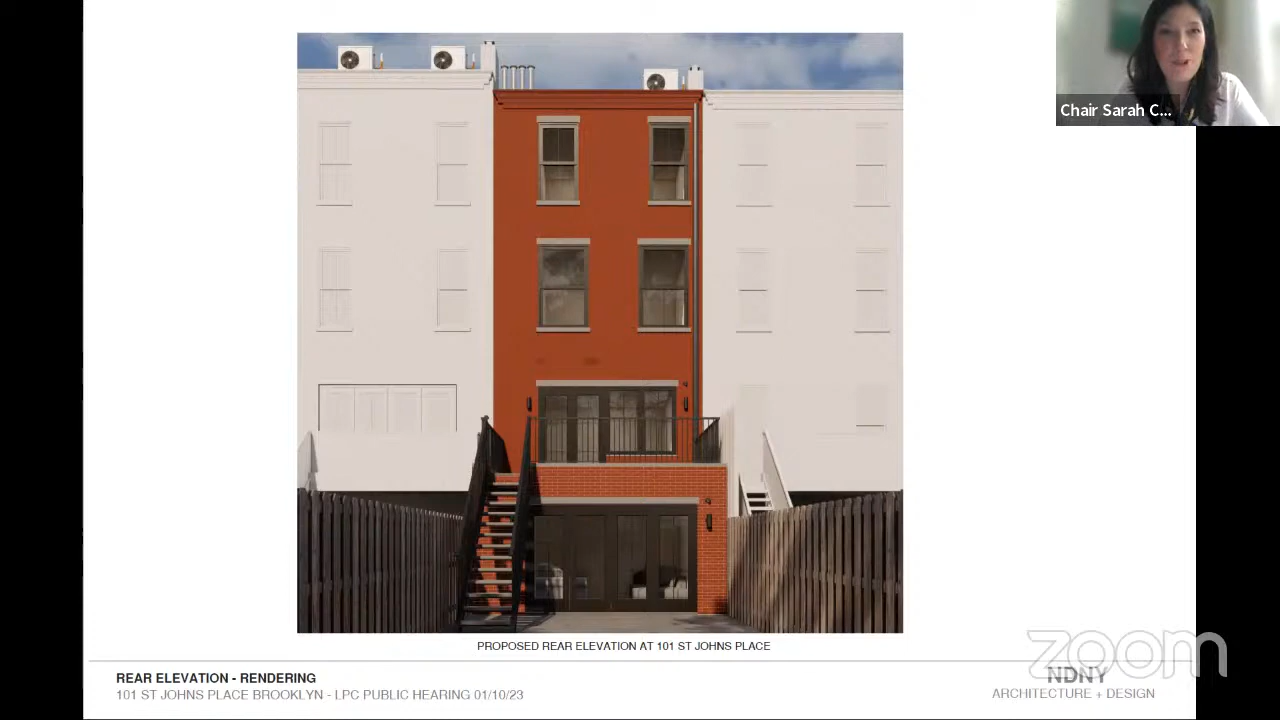 Chair Sarah C...
PROPOSED REAR ELEVATION AT 101 ST JOHNS PLACE
REAR ELEVATION - RENDERING
101 ST JOHNS PLACE BROOKLYN - LPC PUBLIC HEARING 01/10/23
zoom
NDNY
ARCHITECTURE + DESIGN